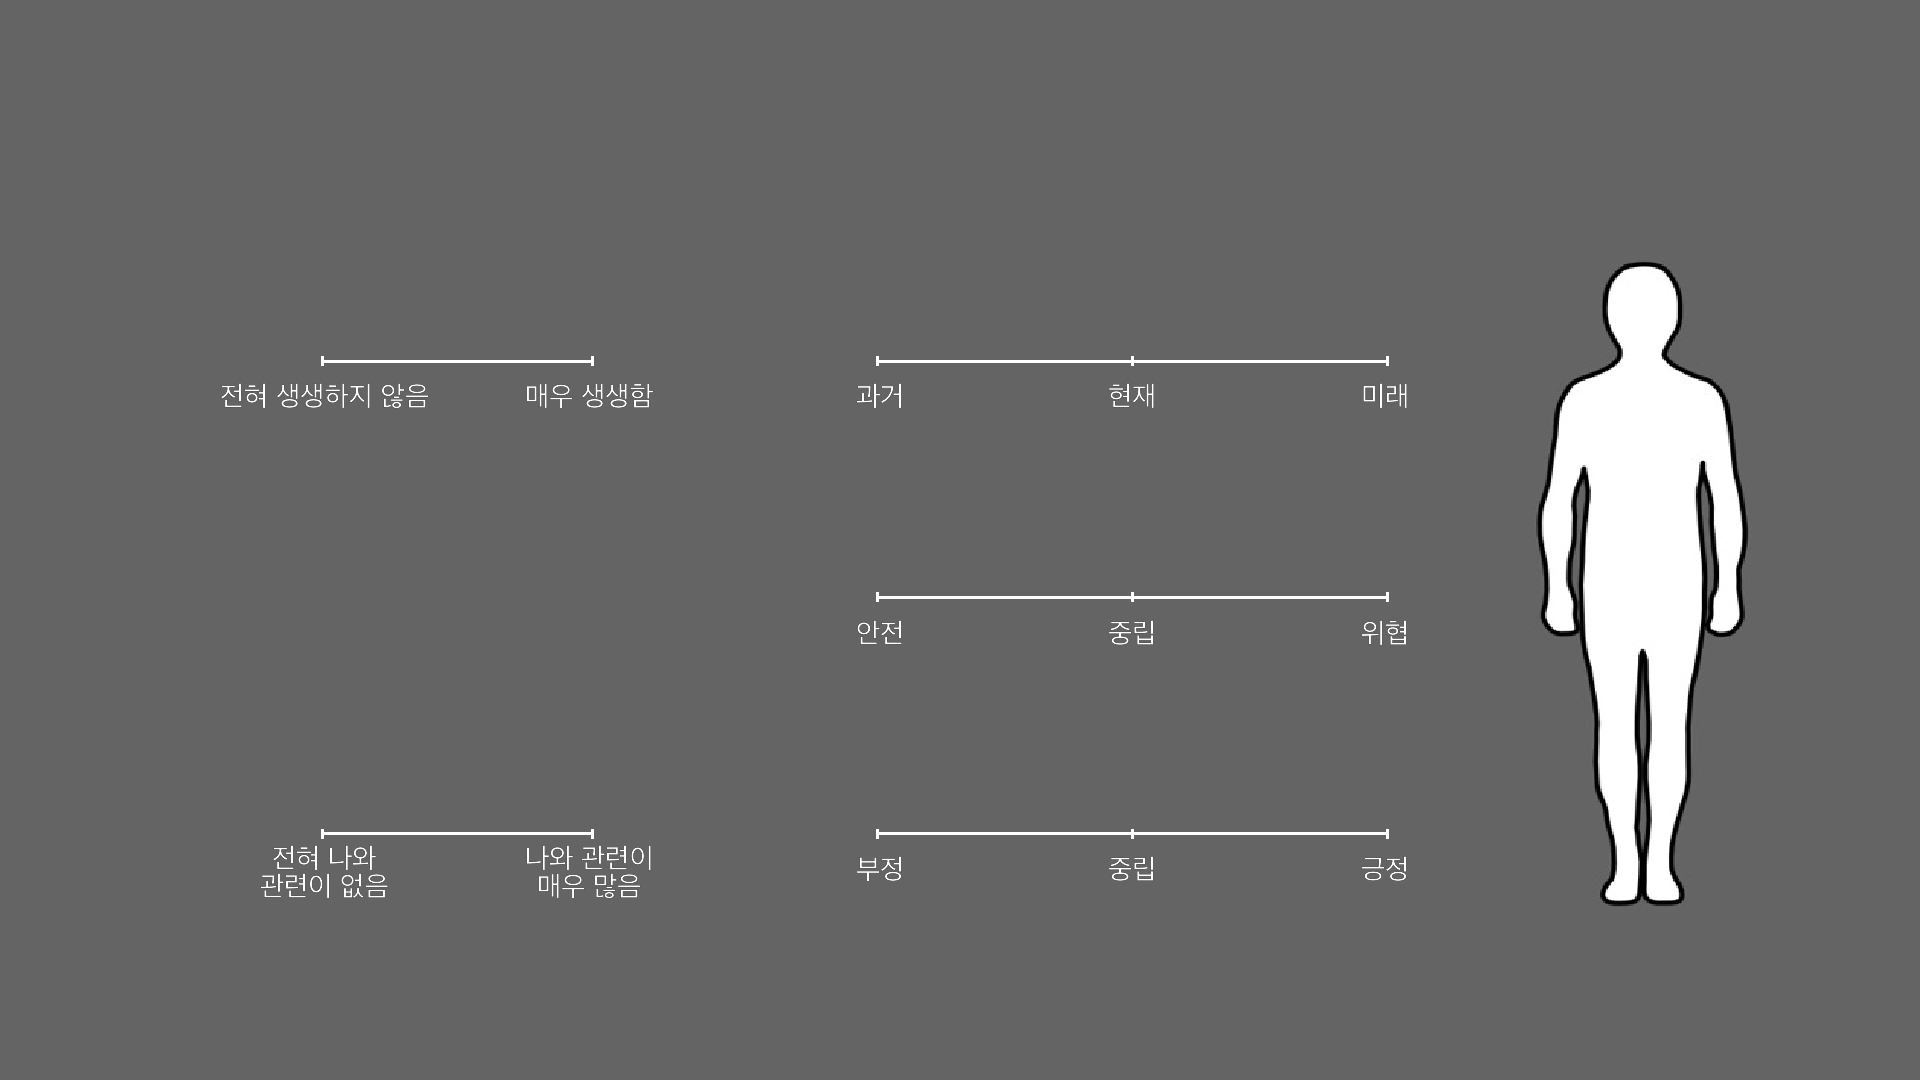 전혀 생생하지 않음 매우 생생함
과거 현재 미래
안전 중립 위협
전혀 나와
관련이 없음
나와 관련이
매우 많음
부정 중립 긍정